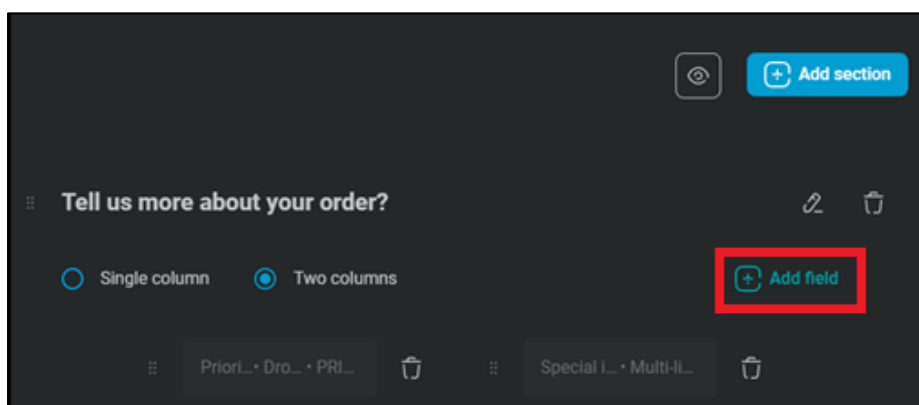 Add section
Tell us more about your order?
Single column Two columns Add field
Priori... • Dro... • PRI... Special i... • Multi-li...